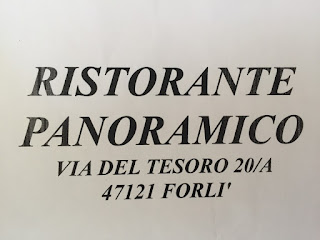 RISTORANTE
PANORAMICO
VIA DEL TESORO 20/A
47121 FORLI'